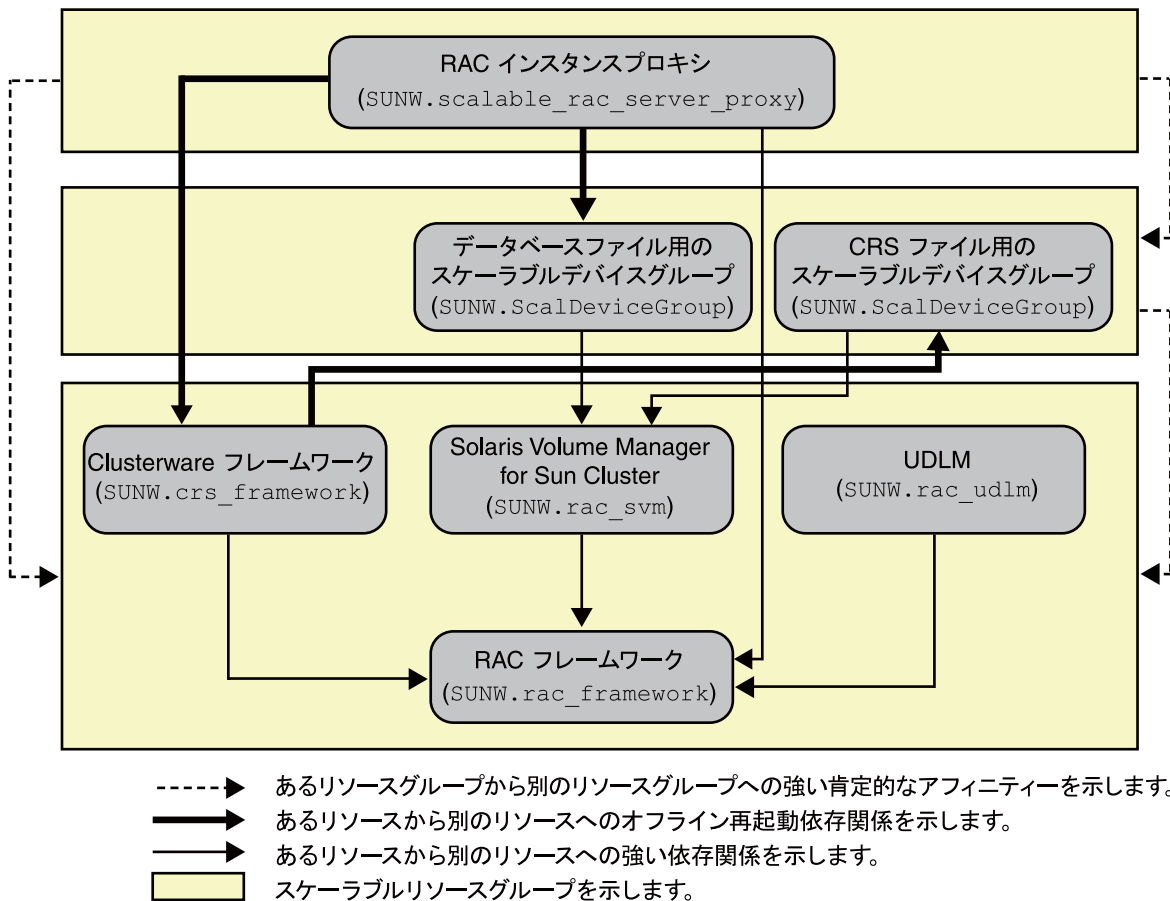 RAC インスタンスプロキシ
(SUNW.scalable_rac_server_proxy)
データベースファイル用の
スケーラブルデバイスグループ
(SUNW.ScalDeviceGroup)
CRS ファイル用の
スケーラブルデバイスグループ
(SUNW.ScalDeviceGroup)
Clusterware フレームワーク
(SUNW.crs_framework)
Solaris Volume Manager
for Sun Cluster
(SUNW.rac_svm)
UDLM
(SUNW.rac_udlm)
RAC フレームワーク
(SUNW.rac_framework)
あるリソースグループから別のリソースグループへの強い肯定的なアフィニティーを示します。
あるリソースから別のリソースへのオフライン再起動依存関係を示します。
あるリソースから別のリソースへの強い依存関係を示します。
スケーラブルリソースグループを示します。